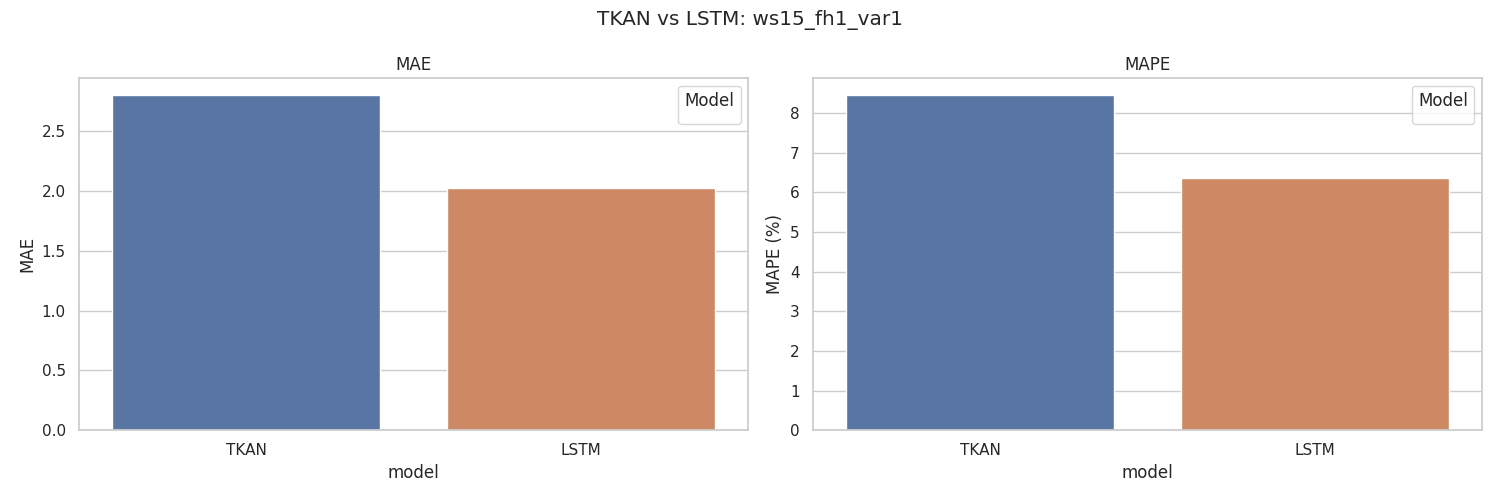 TKAN vs LSTM: ws15_fh1_var1
MAE
Model
2.5
2.0
1.5
1.0
0.5
0.0
MAE
TKAN LSTM
model
MAPE
Model
8
7
6
5
4
3
2
1
0
MAPE (%)
TKAN LSTM
model